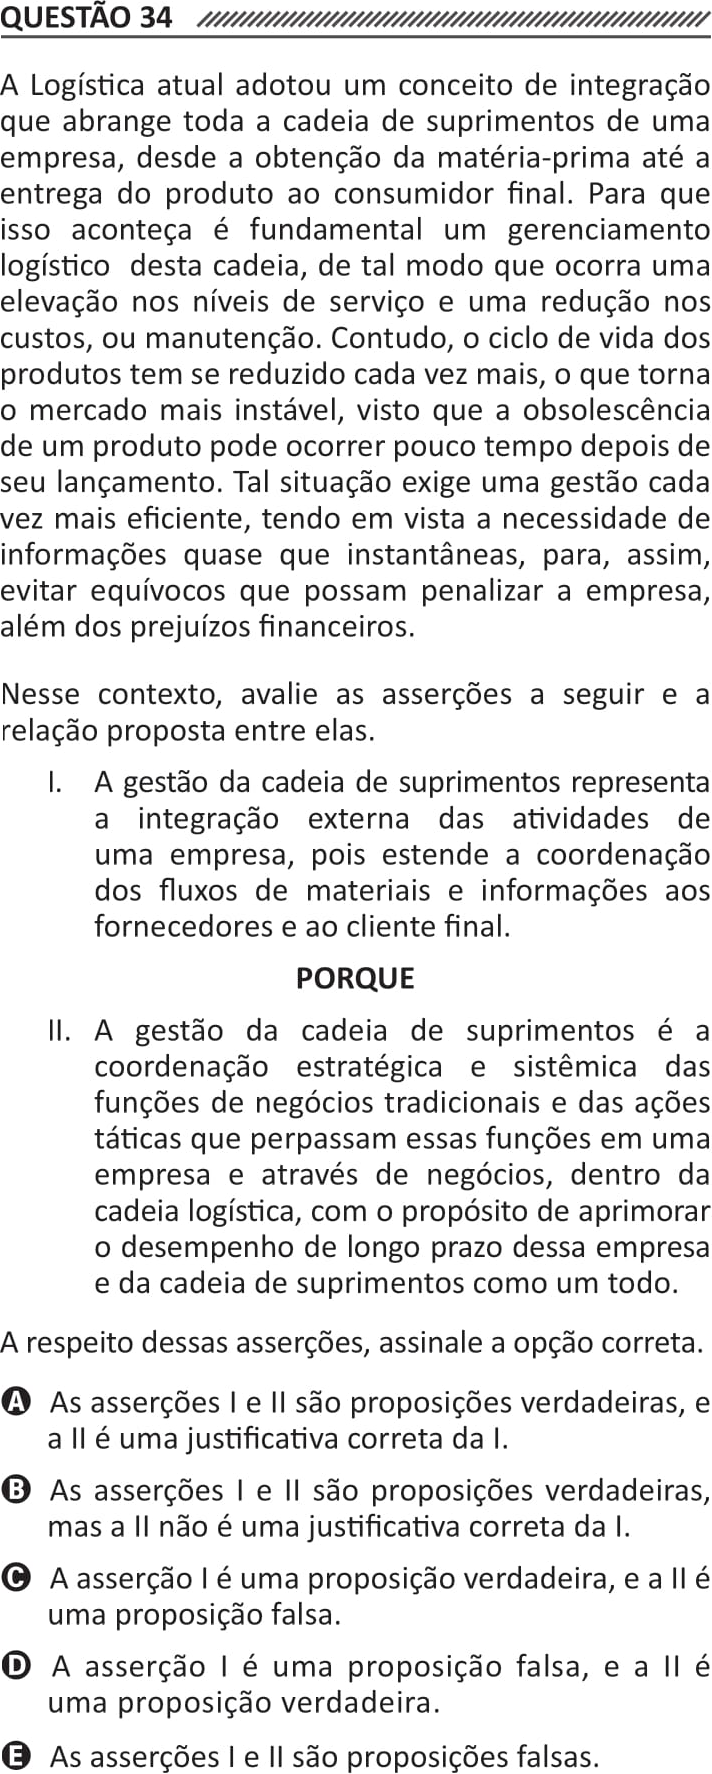 QUESTÃO 34
A Logística atual adotou um conceito de integração
que abrange toda a cadeia de suprimentos de uma
empresa, desde a obtenção da matéria-prima até a
entrega do produto ao consumidor final. Para que
isso aconteça é fundamental um gerenciamento
logístico desta cadeia, de tal modo que ocorra uma
elevação nos níveis de serviço e uma redução nos
custos, ou manutenção. Contudo, o ciclo de vida dos
produtos tem se reduzido cada vez mais, o que torna
o mercado mais instável, visto que a obsolescência
de um produto pode ocorrer pouco tempo depois de
seu lançamento. Tal situação exige uma gestão cada
vez mais eficiente, tendo em vista a necessidade de
informações quase que instantâneas, para, assim,
evitar equívocos que possam penalizar a empresa,
além dos prejuízos financeiros.
Nesse contexto, avalie as asserções a seguir e a
relação proposta entre elas.
I. A gestão da cadeia de suprimentos representa
a integração externa das atividades de
uma empresa, pois estende a coordenação
dos fluxos de materiais e informações aos
fornecedores e ao cliente final.
PORQUE
II. A gestão da cadeia de suprimentos é a
coordenação estratégica e sistêmica das
funções de negócios tradicionais e das ações
táticas que perpassam essas funções em uma
empresa e através de negócios, dentro da
cadeia logística, com o propósito de aprimorar
o desempenho de longo prazo dessa empresa
e da cadeia de suprimentos como um todo.
A respeito dessas asserções, assinale a opção correta.
A As asserções I e II são proposições verdadeiras, e
a II é uma justificativa correta da I.
B As asserções I e II são proposições verdadeiras,
mas a II não é uma justificativa correta da I.
C A asserção I é uma proposição verdadeira, e a II é
uma proposição falsa.
D A asserção I é uma proposição falsa, e a II é
uma proposição verdadeira.
E As asserções I e II são proposições falsas.